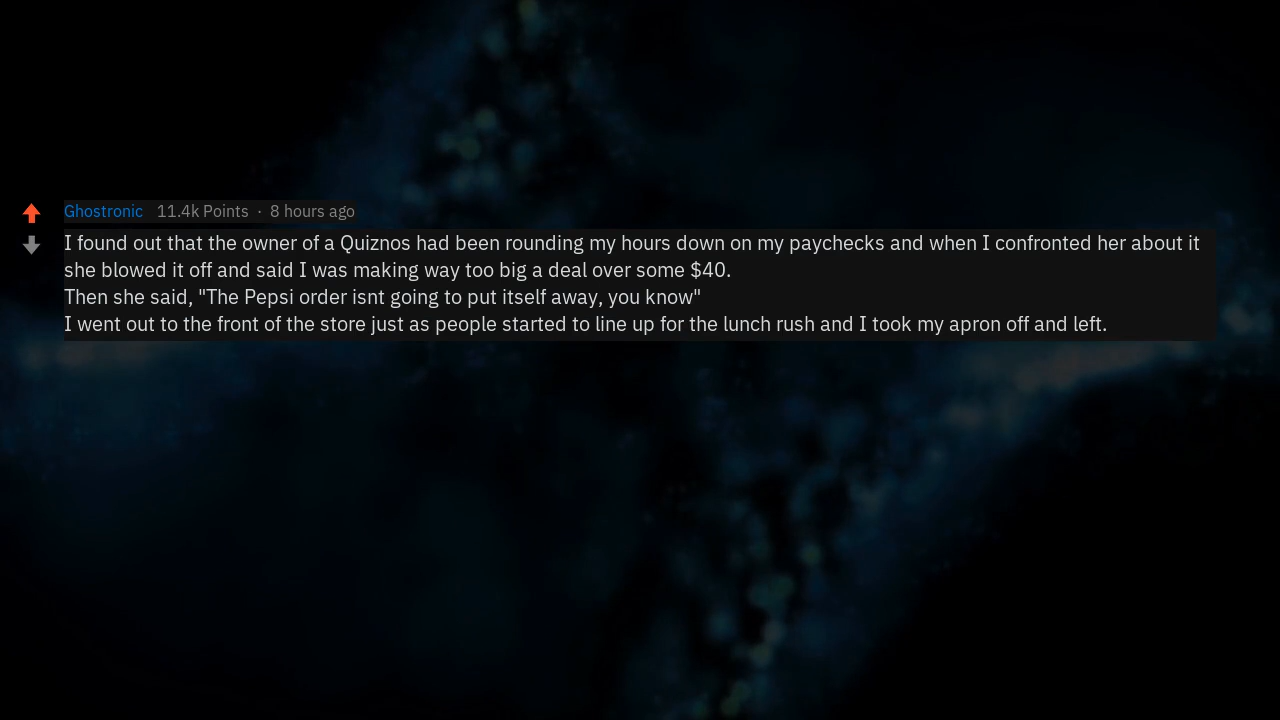 Ghostronic 11.4k Points · 8 hours ago
I found out that the owner of a Quiznos had been rounding my hours down on my paychecks and when I confronted her about it
she blowed it off and said I was making way too big a deal over some $40.
Then she said, "The Pepsi order isnt going to put itself away, you know"
I went out to the front of the store just as people started to line up for the lunch rush and I took my apron off and left.